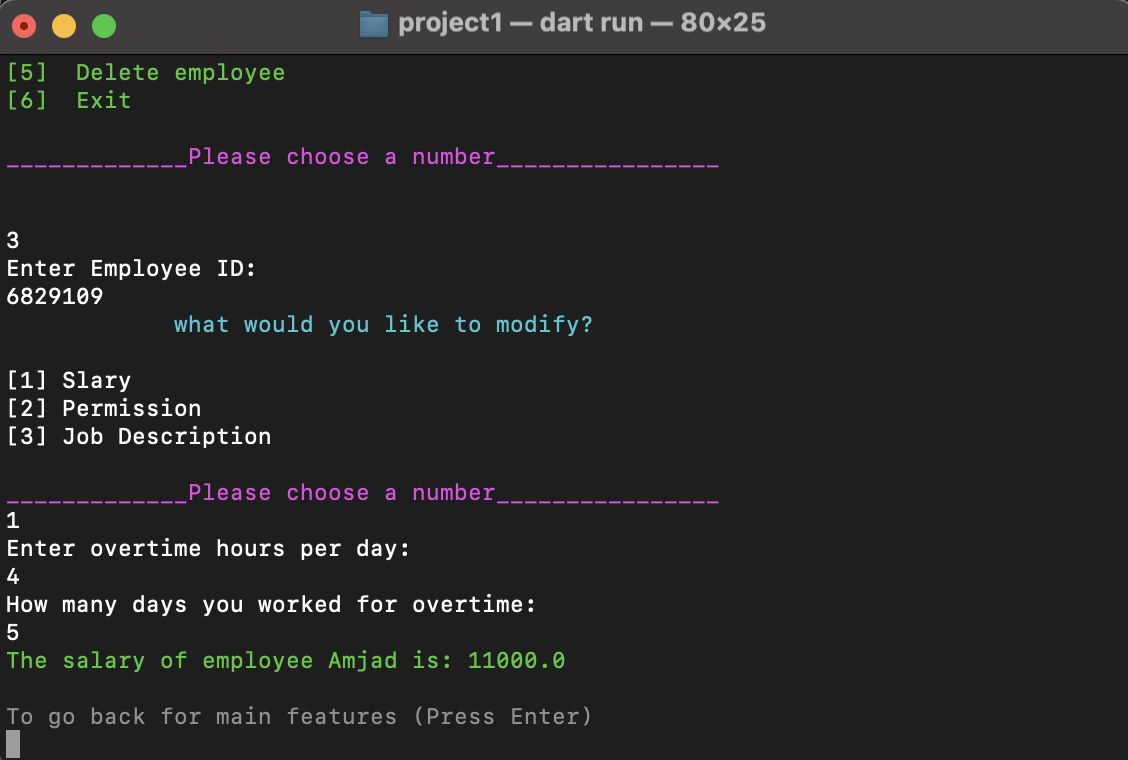 project1 — dart run — 80×25
[5]  Delete employee
[6]  Exit
_____________Please choose a number________________
3
Enter Employee ID:
6829109
what would you like to modify?
[1] Slary
[2] Permission
[3] Job Description
_____________Please choose a number________________
1
Enter overtime hours per day:
4
How many days you worked for overtime:
5
The salary of employee Amjad is: 11000.0
To go back for main features (Press Enter)